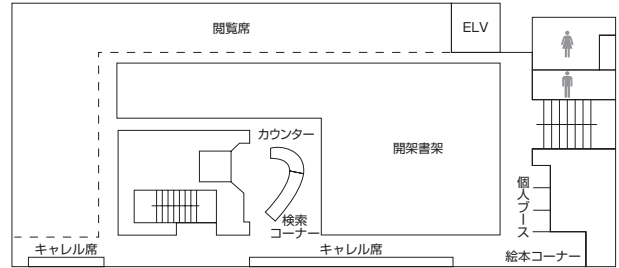 閲覧席
ELV
カウンター
開架書架
検索
コーナー
個人ブース
キャレル席
キャレル席
絵本コーナー